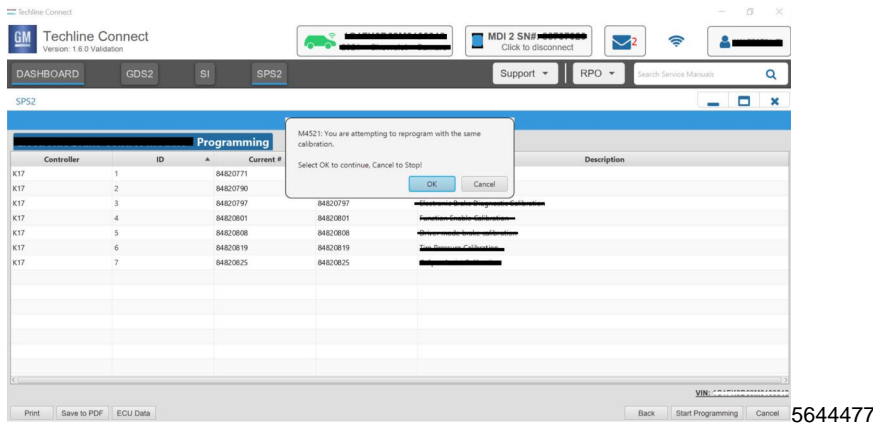 Techline Connect
GM Techline Connect
Version: 1.6.0 Validation
MDI 2 SN#:
Click to disconnect
2
DASHBOARD GDS2 SI SPS2 Support RPO Search Service Manuals
SPS2
Programming
M4521: You are attempting to reprogram with the same
calibration.
Select OK to continue, Cancel to Stop!
OK Cancel
Controller ID Current # Description
K17 1 84820771
K17 2 84820790
K17 3 84820797 84820797 Electronic Brake Diagnostic Calibration
K17 4 84820801 84820801 Function Enable Calibration
K17 5 84820808 84820808 Driver mode brake calibration
K17 6 84820819 84820819 Tire Pressure Calibration
K17 7 84820825 84820825
VIN:
Print Save to PDF ECU Data Back Start Programming Cancel
5644477